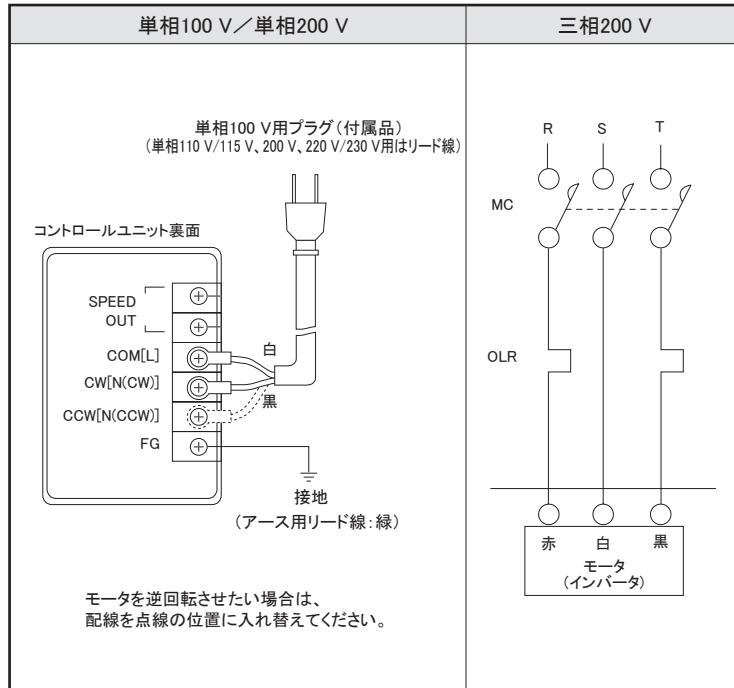 単相100 V／単相200 V
単相100 V用プラグ（付属品）
（単相110 V/115 V、200 V、220 V/230 V用はリード線）
コントロールユニット裏面
SPEED
OUT
COM[L]
CW[N(CW)]
CCW[N(CCW)]
FG
白
黒
接地
（アース用リード線：緑）
モータを逆回転させたい場合は、
配線を点線の位置に入れ替えてください。
三相200 V
R S T
MC
OLR
赤 白 黒
モータ
（インバータ）